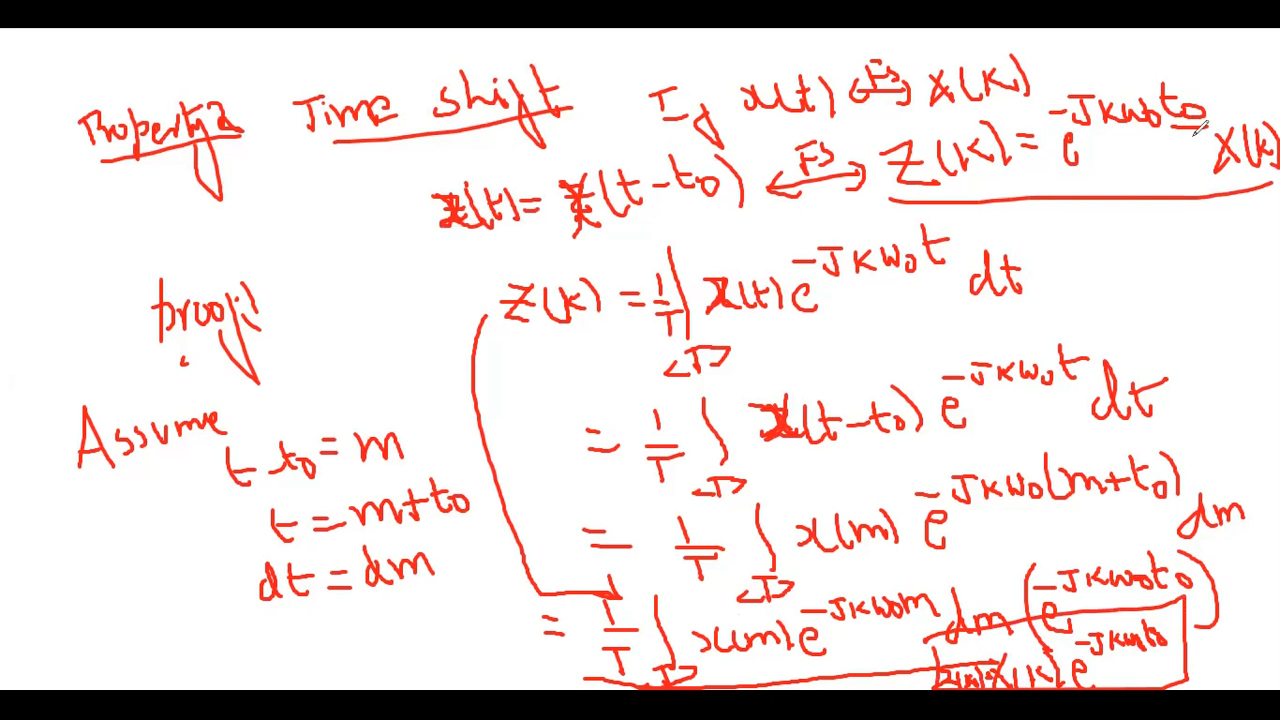 Property 2 Time shift If x(t) <-FS-> X(K)
z(t) = x(t-t0) <-FS-> Z(K) = e^{-Jkω0t0} X(k)
proof:
Z(k) = 1/T ∫<T> x(t) e^{-Jkω0t} dt
= 1/T ∫<T> x(t-t0) e^{-Jkω0t} dt
Assume
t-t0 = m
t = m+t0
dt = dm
= 1/T ∫<T> x(m) e^{-Jkω0(m+t0)} dm
= 1/T ∫<T> x(m) e^{-Jkω0m} dm (e^{-Jkω0t0})
X(k) e^{-Jkω0t0}